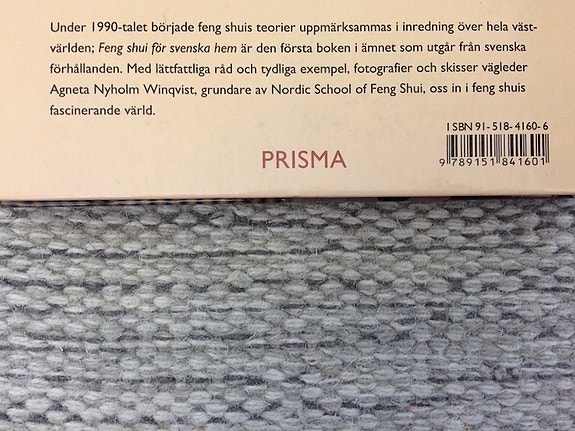 Under 1990-talet började feng shuis teorier uppmärksammas i inredning över hela väst-
världen; Feng shui för svenska hem är den första boken i ämnet som utgår från svenska
förhållanden. Med lättfattliga råd och tydliga exempel, fotografier och skisser vägleder
Agneta Nyholm Winqvist, grundare av Nordic School of Feng Shui, oss in i feng shuis
fascinerande värld.
ISBN 91-518-4160-6
PRISMA
9 789151 841601